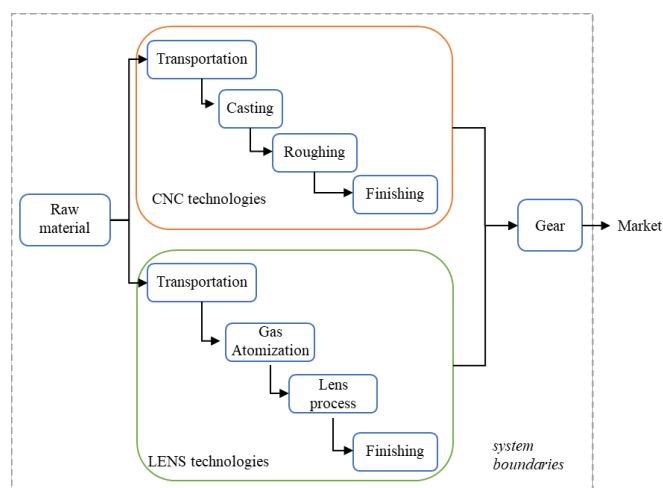 Transportation
Casting
Roughing
CNC technologies
Finishing
Raw
material
Gear
Market
Transportation
Gas
Atomization
Lens
process
Finishing
LENS technologies
system
boundaries